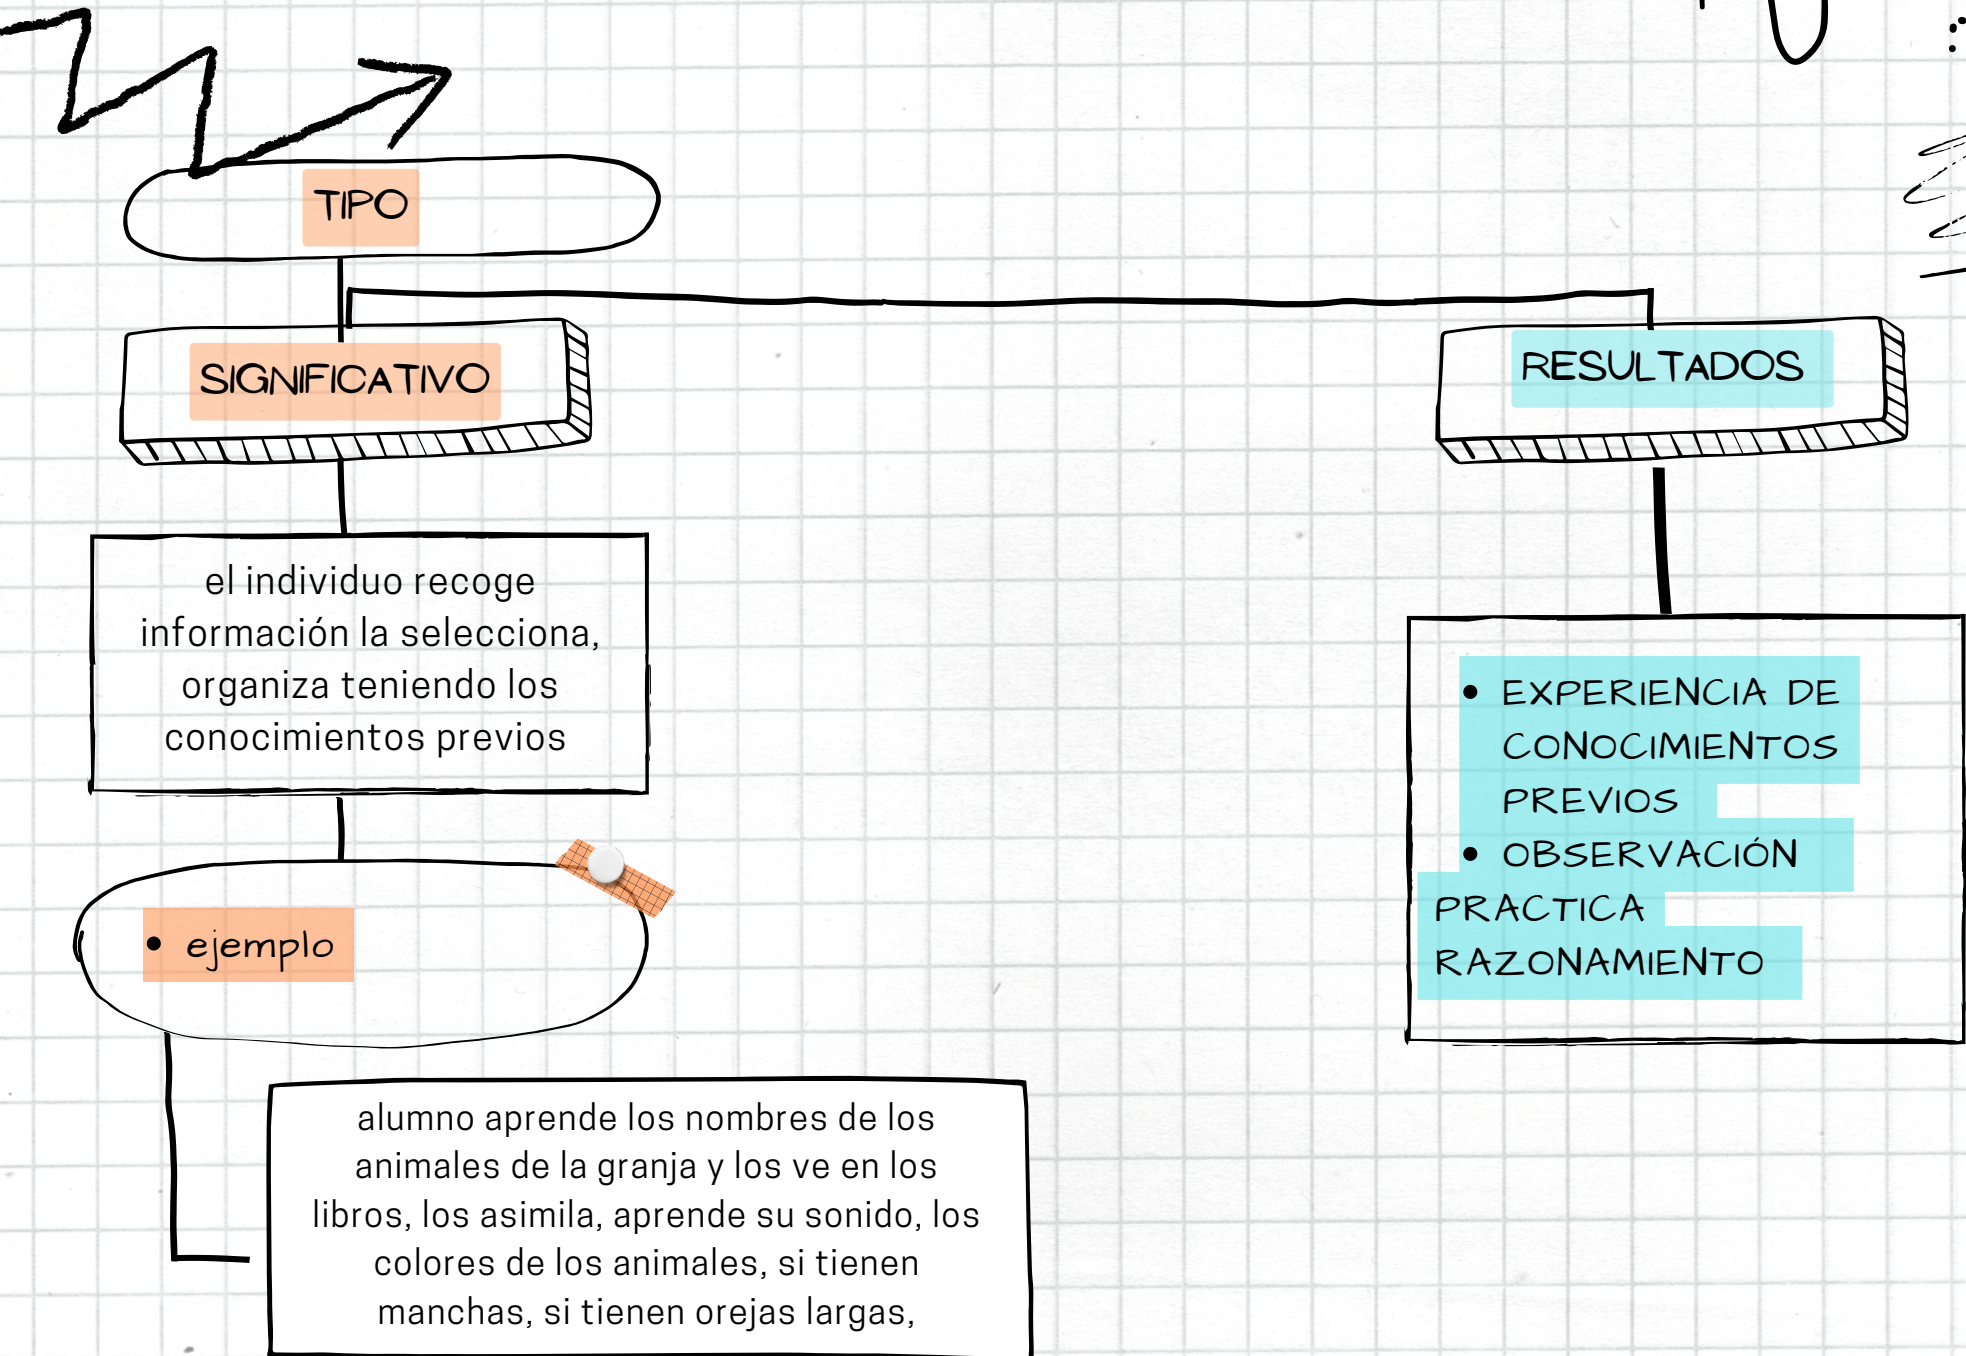 TIPO
SIGNIFICATIVO
el individuo recoge
información la selecciona,
organiza teniendo los
conocimientos previos
• ejemplo
alumno aprende los nombres de los
animales de la granja y los ve en los
libros, los asimila, aprende su sonido, los
colores de los animales, si tienen
manchas, si tienen orejas largas,
RESULTADOS
• EXPERIENCIA DE
CONOCIMIENTOS
PREVIOS
• OBSERVACIÓN
PRACTICA
RAZONAMIENTO